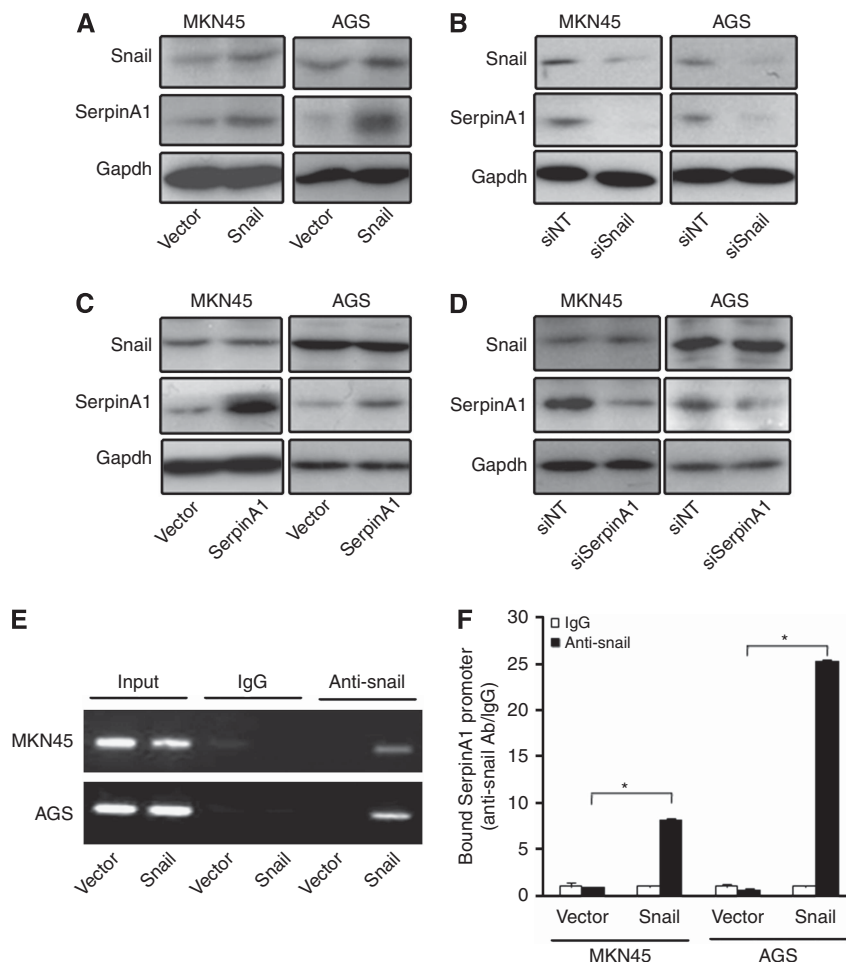 A
MKN45 AGS
Snail
SerpinA1
Gapdh
Vector Snail Vector Snail
B
MKN45 AGS
Snail
SerpinA1
Gapdh
siNT siSnail siNT siSnail
C
MKN45 AGS
Snail
SerpinA1
Gapdh
Vector SerpinA1 Vector SerpinA1
D
MKN45 AGS
Snail
SerpinA1
Gapdh
siNT siSerpinA1 siNT siSerpinA1
E
Input IgG Anti-snail
MKN45
AGS
Vector Snail Vector Snail Vector Snail
F
Bound SerpinA1 promoter
(anti-snail Ab/IgG)
30
25
20
15
10
5
0
IgG
Anti-snail
*
*
Vector Snail Vector Snail
MKN45 AGS